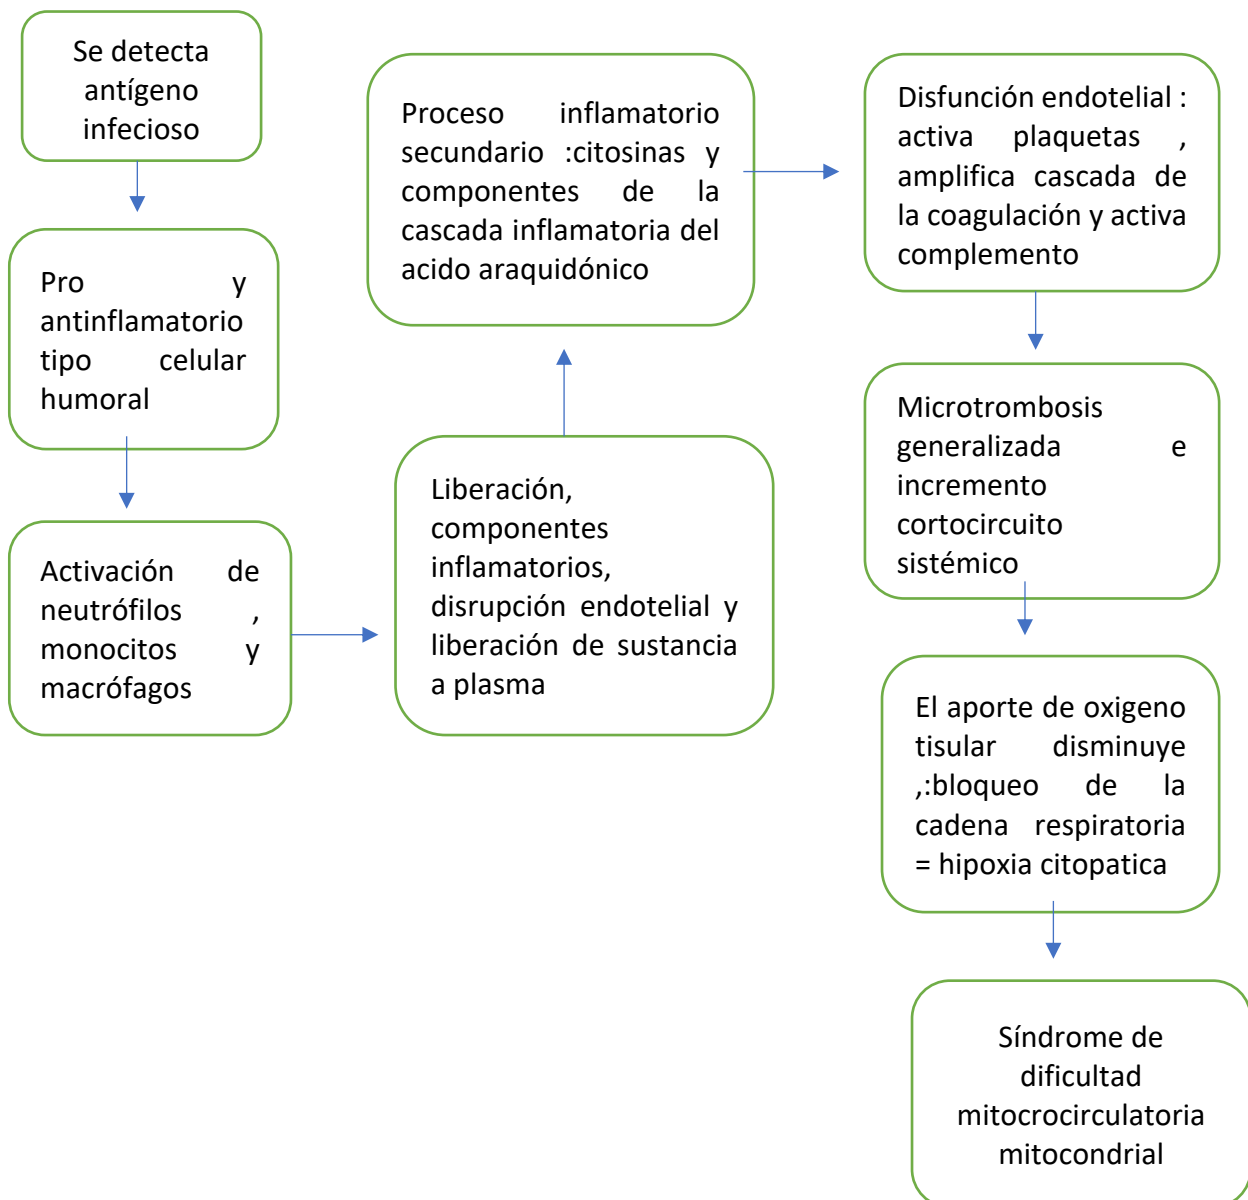 Se detecta
antígeno
infecioso
Pro y
antinflamatorio
tipo celular
humoral
Activación de
neutrófilos ,
monocitos y
macrófagos
Liberación,
componentes
inflamatorios,
disrupción endotelial y
liberación de sustancia
a plasma
Proceso inflamatorio
secundario :citosinas y
componentes de la
cascada inflamatoria del
acido araquidónico
Disfunción endotelial :
activa plaquetas ,
amplifica cascada de
la coagulación y activa
complemento
Microtrombosis
generalizada e
incremento
cortocircuito
sistémico
El aporte de oxigeno
tisular disminuye
,:bloqueo de la
cadena respiratoria
= hipoxia citopatica
Síndrome de
dificultad
mitocrocirculatoria
mitocondrial